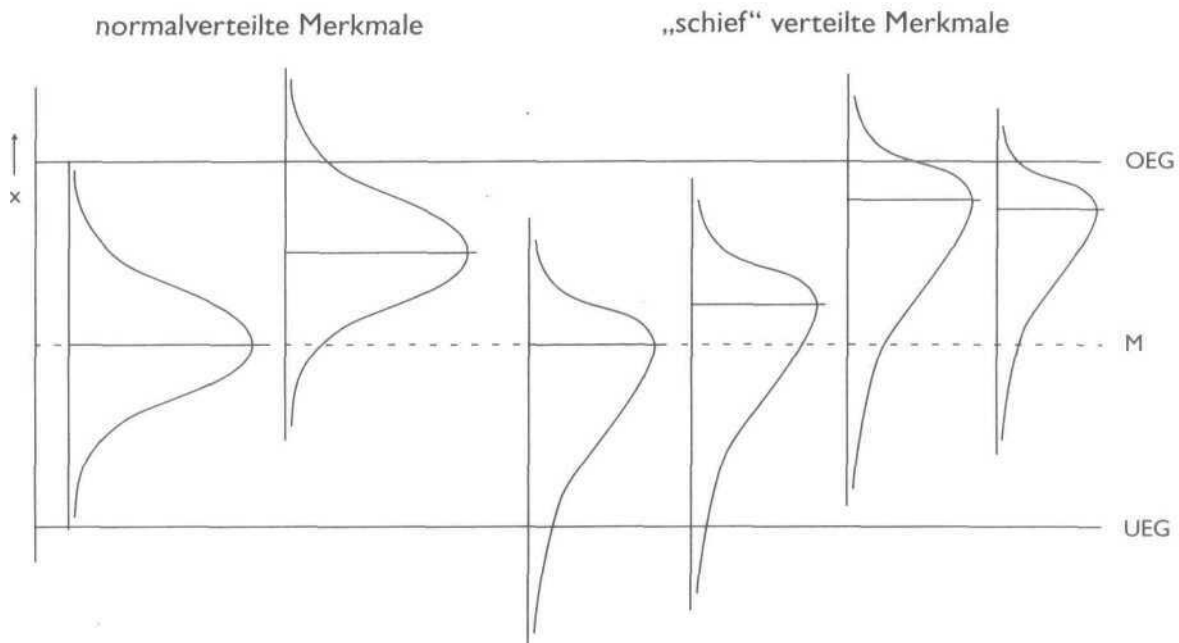 normalverteilte Merkmale
„schief“ verteilte Merkmale
x
OEG
M
UEG